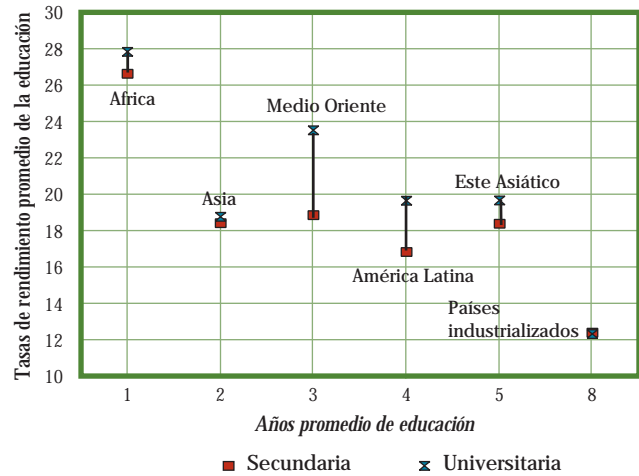 Tasas de rendimiento promedio de la educación
30
28
26
24
22
20
18
16
14
12
10
Africa
Asia
Medio Oriente
América Latina
Este Asiático
Países
industrializados
1 2 3 4 5 8
Años promedio de educación
Secundaria Universitaria